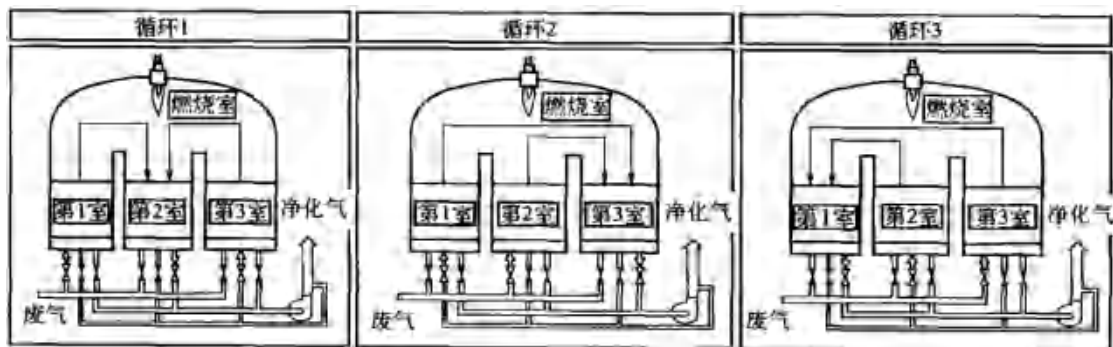 循环1
循环2
循环3
燃烧室
第1室 第2室 第3室 净化气
废气
燃烧室
第1室 第2室 第3室 净化气
废气
燃烧室
第1室 第2室 第3室 净化气
废气